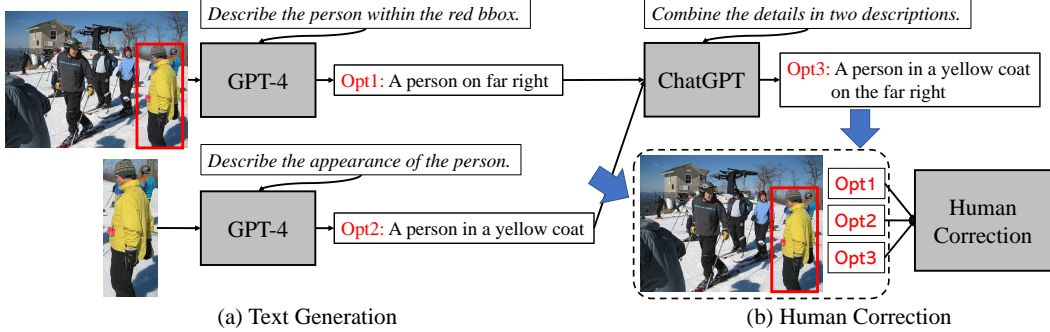 Describe the person within the red bbox.
Combine the details in two descriptions.
GPT-4
Opt1: A person on far right
ChatGPT
Opt3: A person in a yellow coat
on the far right
Describe the appearance of the person.
GPT-4
Opt2: A person in a yellow coat
Opt1
Opt2
Opt3
Human
Correction
(a) Text Generation
(b) Human Correction